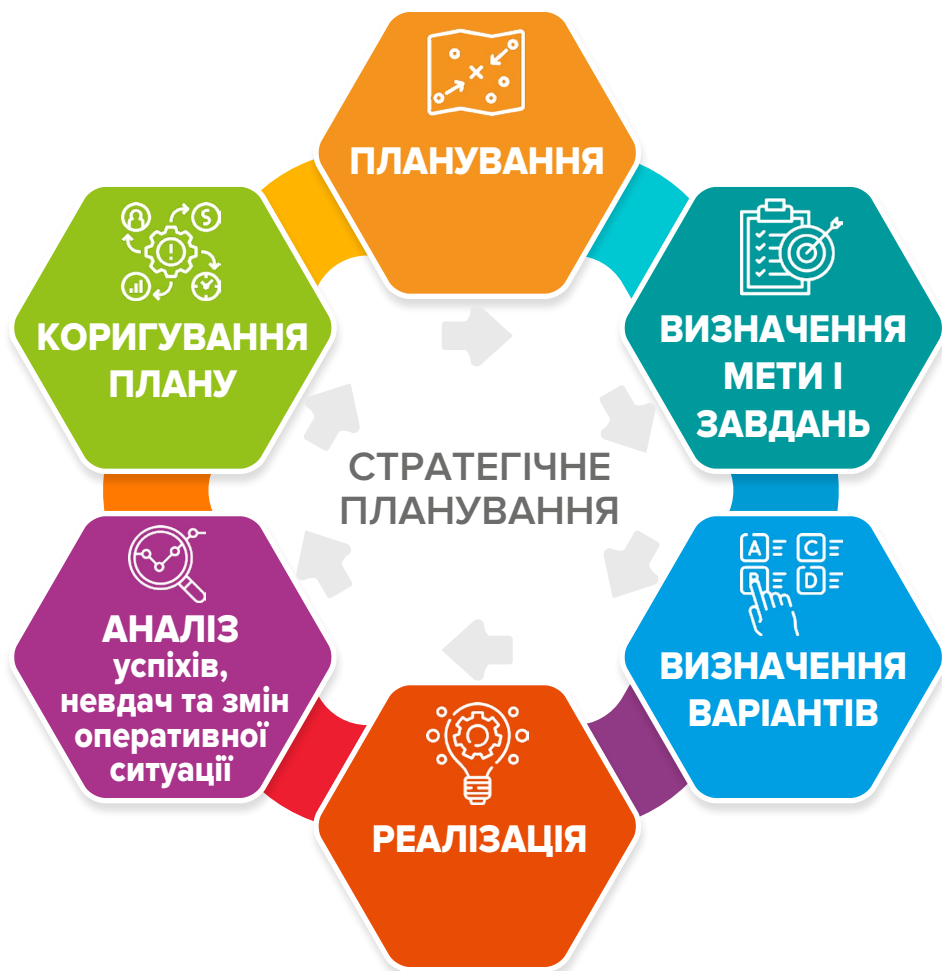 ПЛАНУВАННЯ
ВИЗНАЧЕННЯ
МЕТИ І
ЗАВДАНЬ
A
C
B
D
ВИЗНАЧЕННЯ
ВАРІАНТІВ
РЕАЛІЗАЦІЯ
АНАЛІЗ
успіхів,
невдач та змін
оперативної
ситуації
КОРИГУВАННЯ
ПЛАНУ
СТРАТЕГІЧНЕ
ПЛАНУВАННЯ